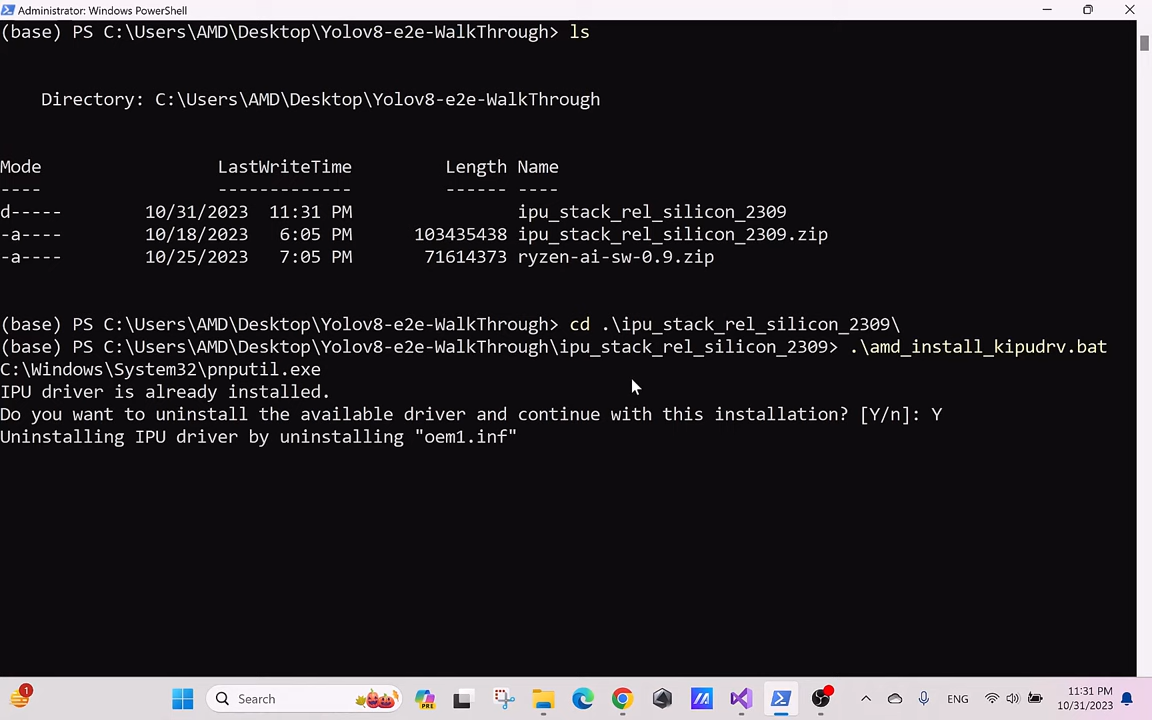 Administrator: Windows PowerShell
(base) PS C:\Users\AMD\Desktop\Yolov8-e2e-WalkThrough> ls
Directory: C:\Users\AMD\Desktop\Yolov8-e2e-WalkThrough
Mode LastWriteTime Length Name
---- ------------- ------ ----
d----- 10/31/2023 11:31 PM ipu_stack_rel_silicon_2309
-a---- 10/18/2023 6:05 PM 103435438 ipu_stack_rel_silicon_2309.zip
-a---- 10/25/2023 7:05 PM 71614373 ryzen-ai-sw-0.9.zip
(base) PS C:\Users\AMD\Desktop\Yolov8-e2e-WalkThrough> cd .\ipu_stack_rel_silicon_2309\
(base) PS C:\Users\AMD\Desktop\Yolov8-e2e-WalkThrough\ipu_stack_rel_silicon_2309> .\amd_install_kipudrv.bat
C:\Windows\System32\pnputil.exe
IPU driver is already installed.
Do you want to uninstall the available driver and continue with this installation? [Y/n]: Y
Uninstalling IPU driver by uninstalling "oem1.inf"
1
Search
PRE
ENG
11:31 PM
10/31/2023